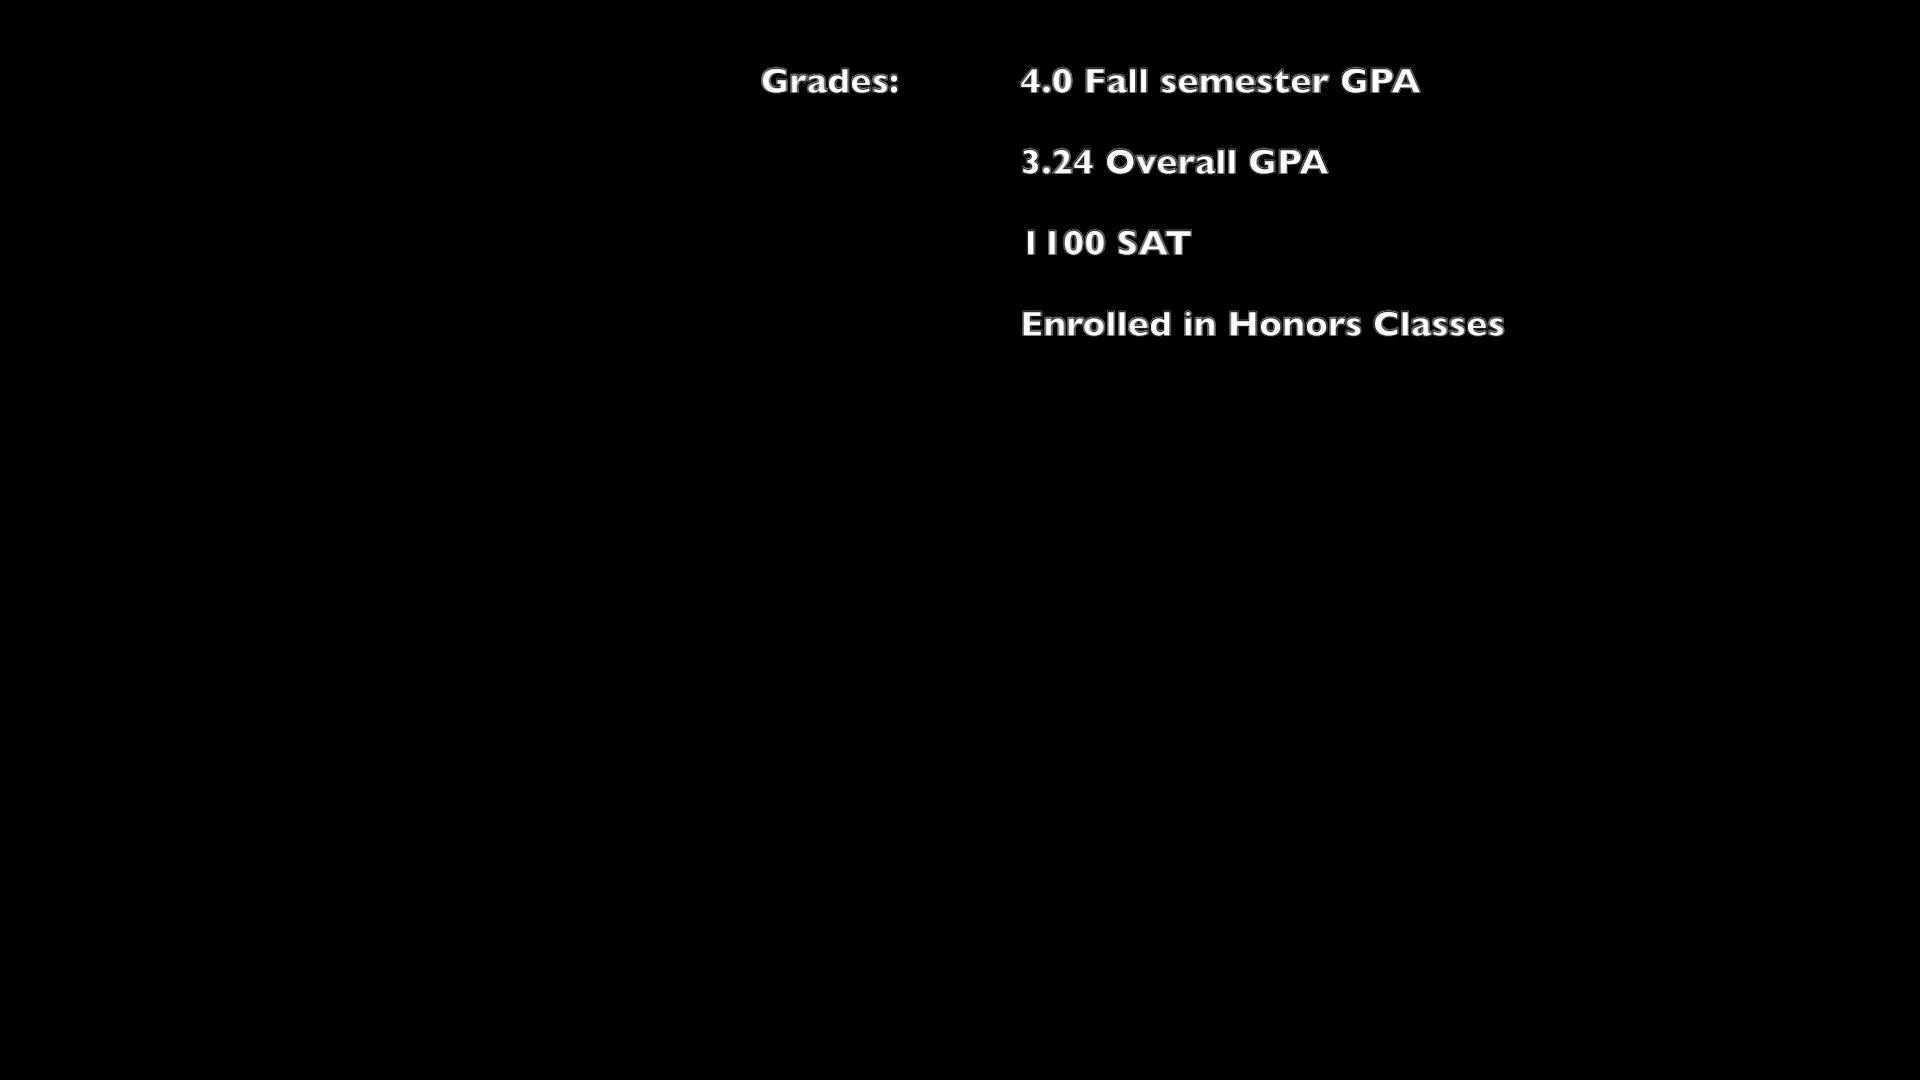 Grades: 4.0 Fall semester GPA
3.24 Overall GPA
1100 SAT
Enrolled in Honors Classes